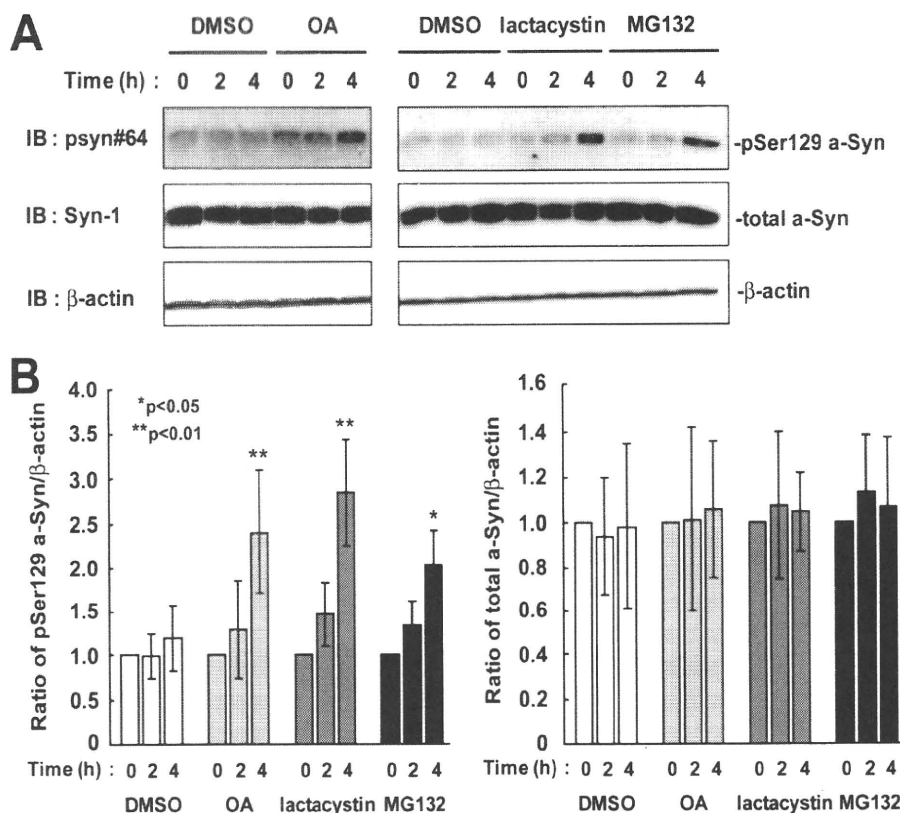 A
DMSO OA DMSO lactacystin MG132
Time (h) : 0 2 4 0 2 4 0 2 4 0 2 4 0 2 4
IB : psyn#64 -pSer129 a-Syn
IB : Syn-1 -total a-Syn
IB : β-actin -β-actin
B
Ratio of pSer129 a-Syn/β-actin
4.0
3.5
3.0
2.5
2.0
1.5
1.0
0.5
0
*p<0.05
**p<0.01
** ** *
Time (h) : 0 2 4 0 2 4 0 2 4 0 2 4
DMSO OA lactacystin MG132
Ratio of total a-Syn/β-actin
1.6
1.4
1.2
1.0
0.8
0.6
0.4
0.2
0
Time (h) : 0 2 4 0 2 4 0 2 4 0 2 4
DMSO OA lactacystin MG132